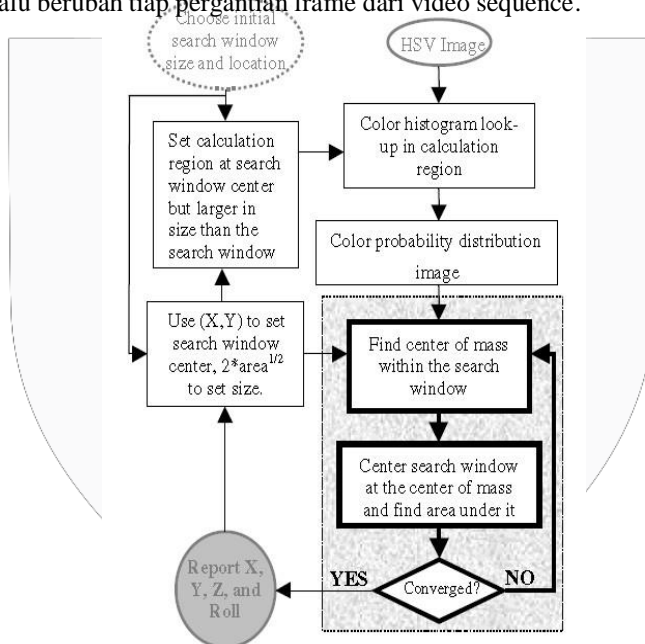 alu berubah tiap pergantian frame dari video sequence.
Choose initial
search window
size and location
HSV Image
Set calculation
region at search
window center
but larger in
size than the
search window
Color histogram look-
up in calculation
region
Color probability distribution
image
Use (X,Y) to set
search window
center, 2*area^1/2
to set size.
Find center of mass
within the search
window
Center search window
at the center of mass
and find area under it
Converged?
YES
NO
Report X,
Y, Z, and
Roll